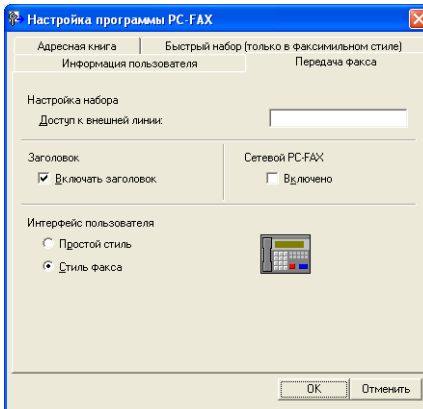 Настройка программы PC-FAX
Адресная книга
Быстрый набор (только в факсимильном стиле)
Информация пользователя
Передача факса
Настройка набора
Доступ к внешней линии:
Заголовок
Сетевой PC-FAX
Включать заголовок
Включено
Интерфейс пользователя
Простой стиль
Стиль факса
OK
Отменить